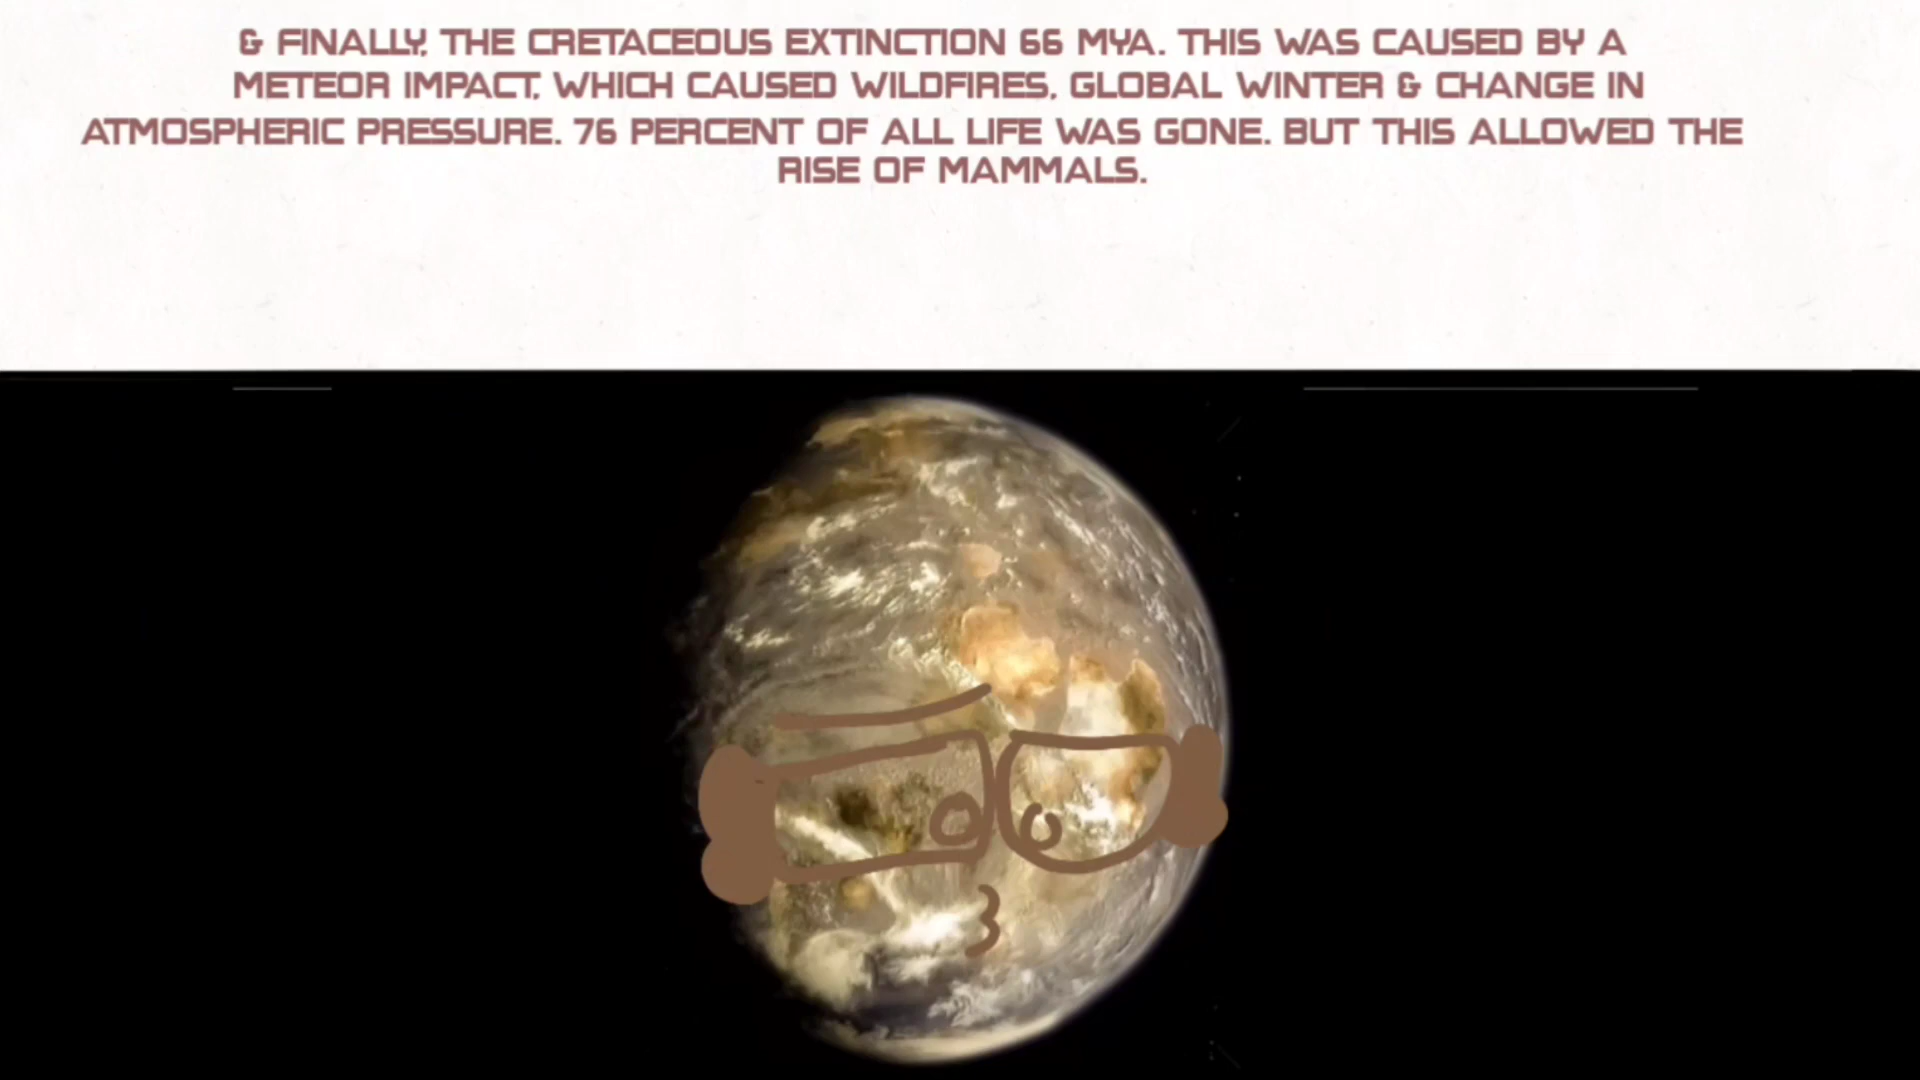 & FINALLY, THE CRETACEOUS EXTINCTION 66 MYA. THIS WAS CAUSED BY A
METEOR IMPACT, WHICH CAUSED WILDFIRES, GLOBAL WINTER & CHANGE IN
ATMOSPHERIC PRESSURE. 76 PERCENT OF ALL LIFE WAS GONE. BUT THIS ALLOWED THE
RISE OF MAMMALS.